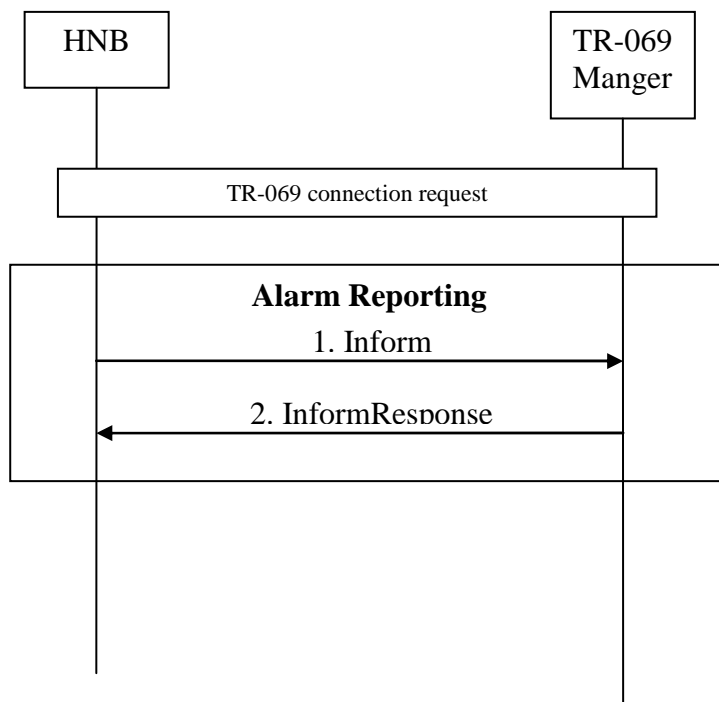 HNB
TR-069
Manger
TR-069 connection request
Alarm Reporting
1. Inform
2. InformResponse